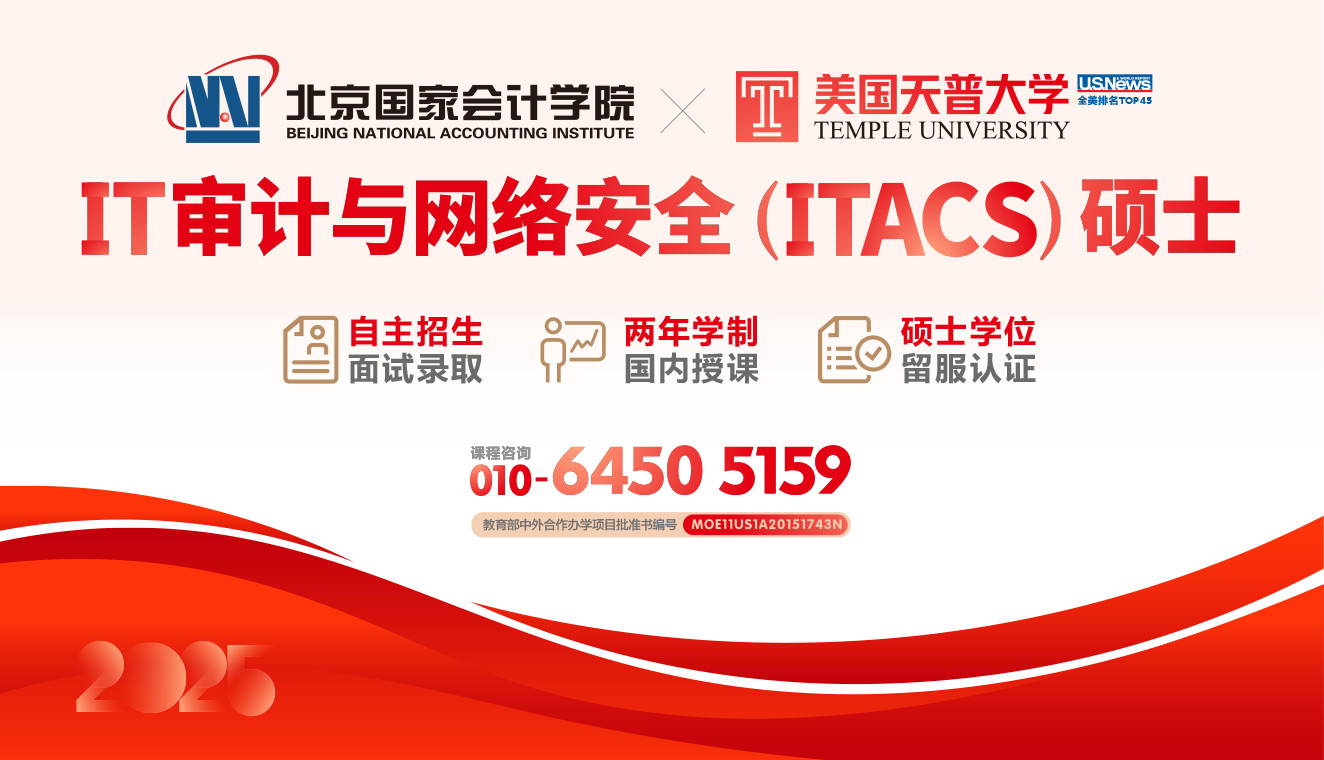 北京国家会计学院
BEIJING NATIONAL ACCOUNTING INSTITUTE
美国天普大学
TEMPLE UNIVERSITY
U.S.News
& WORLD REPORT
全美排名TOP 45
IT审计与网络安全(ITACS)硕士
自主招生
面试录取
两年学制
国内授课
硕士学位
留服认证
课程咨询
010-6450 5159
教育部中外合作办学项目批准书编号 MOE11US1A20151743N
2025